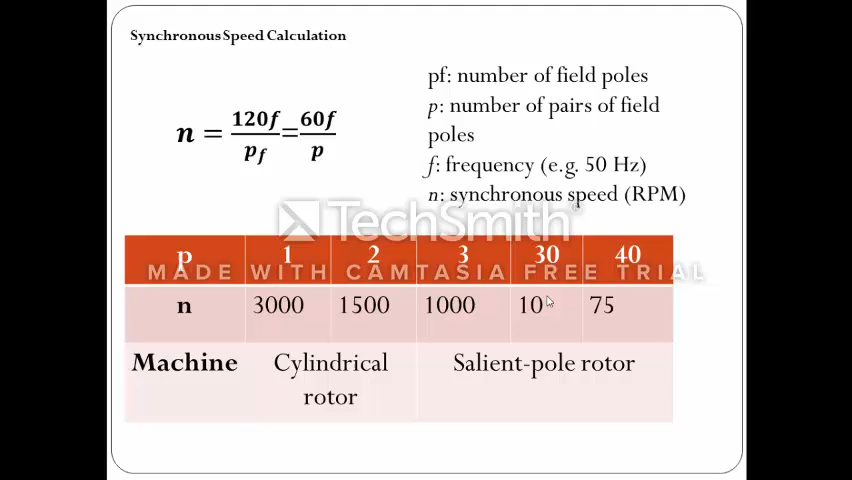 Synchronous Speed Calculation
n = 120f/p_f = 60f/p
pf: number of field poles
p: number of pairs of field
poles
f: frequency (e.g. 50 Hz)
n: synchronous speed (RPM)
TechSmith
MADE WITH CAMTASIA FREE TRIAL
p 1 2 3 30 40
n 3000 1500 1000 10 75
Machine Cylindrical rotor Salient-pole rotor